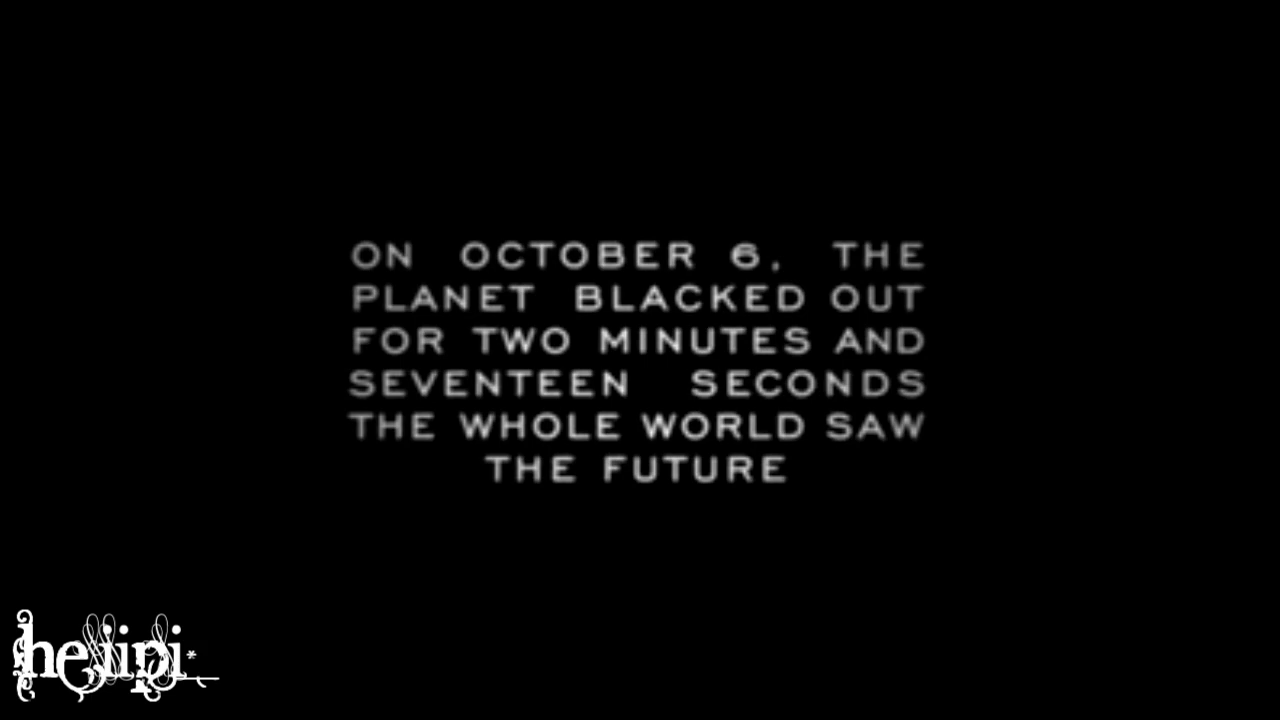 ON OCTOBER 6, THE
PLANET BLACKED OUT
FOR TWO MINUTES AND
SEVENTEEN SECONDS
THE WHOLE WORLD SAW
THE FUTURE